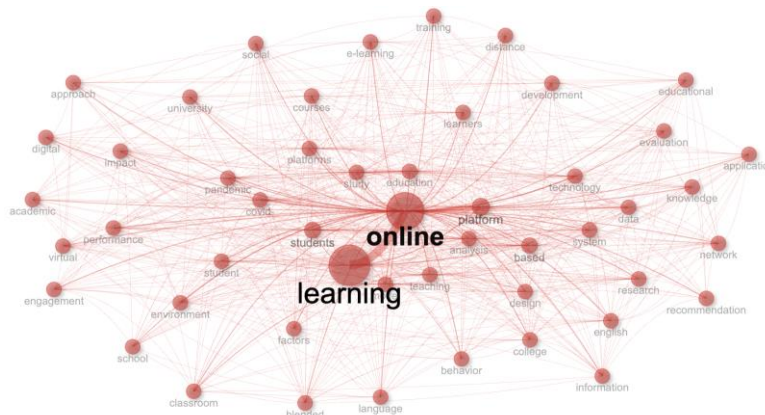 training
social
e-learning
distance
approach
university
courses
development
educational
learners
digital
impact
platforms
evaluation
application
pandemic
study
education
technology
knowledge
academic
covid
platform
data
performance
students
online
analysis
based
system
network
virtual
student
learning
teaching
design
research
engagement
environment
recommendation
factors
english
school
behavior
college
classroom
blended
language
information